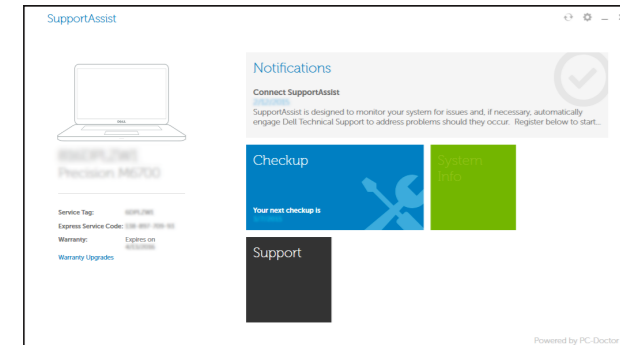 SupportAssist
DELL
Precision M6700
Service Tag:
Express Service Code:
Warranty: Expires on
Warranty Upgrades
Notifications
Connect SupportAssist
SupportAssist is designed to monitor your system for issues and, if necessary, automatically
engage Dell Technical Support to address problems should they occur. Register below to start...
Checkup
Your next checkup is
System
Info
Support
Powered by PC-Doctor